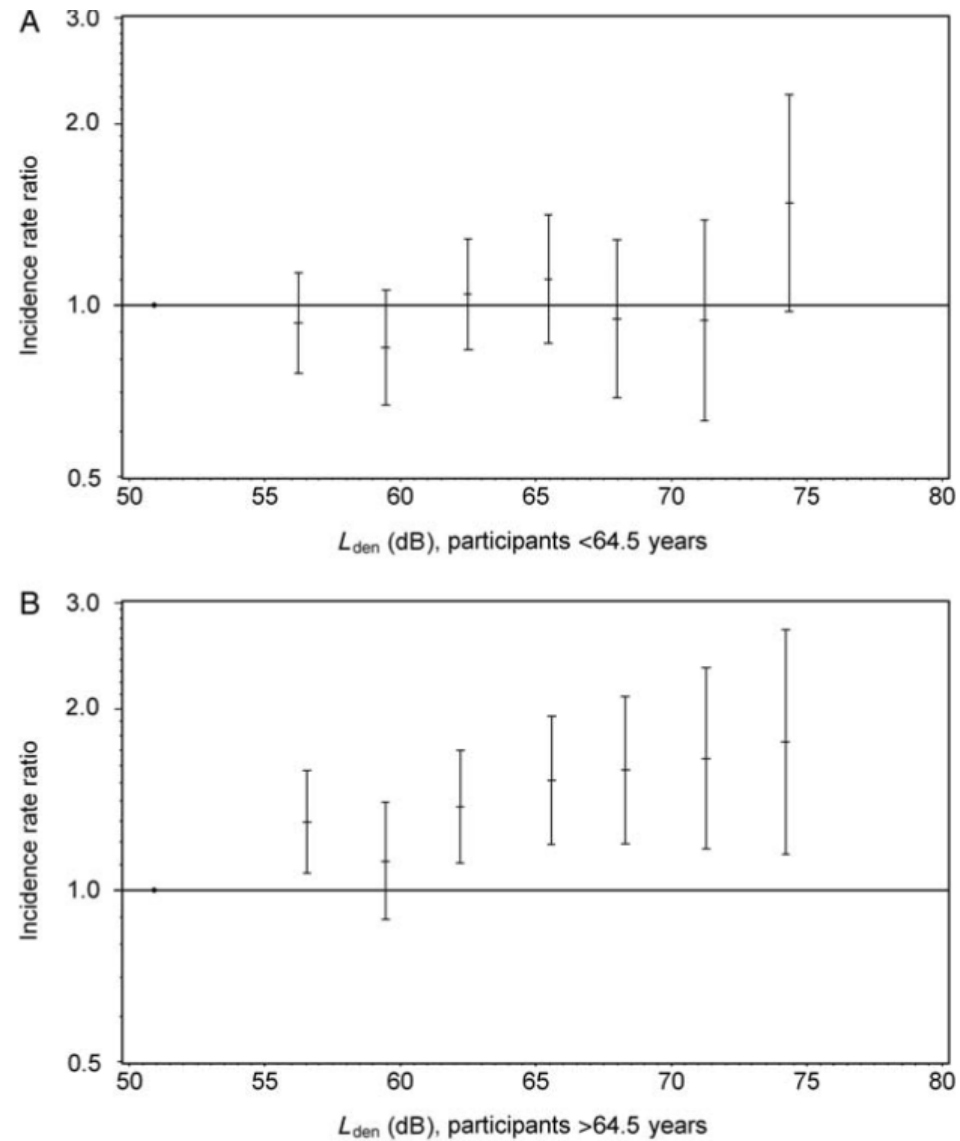 A
3.0
2.0
1.0
0.5
Incidence rate ratio
50 55 60 65 70 75 80
Lden (dB), participants <64.5 years
B
3.0
2.0
1.0
0.5
Incidence rate ratio
50 55 60 65 70 75 80
Lden (dB), participants >64.5 years